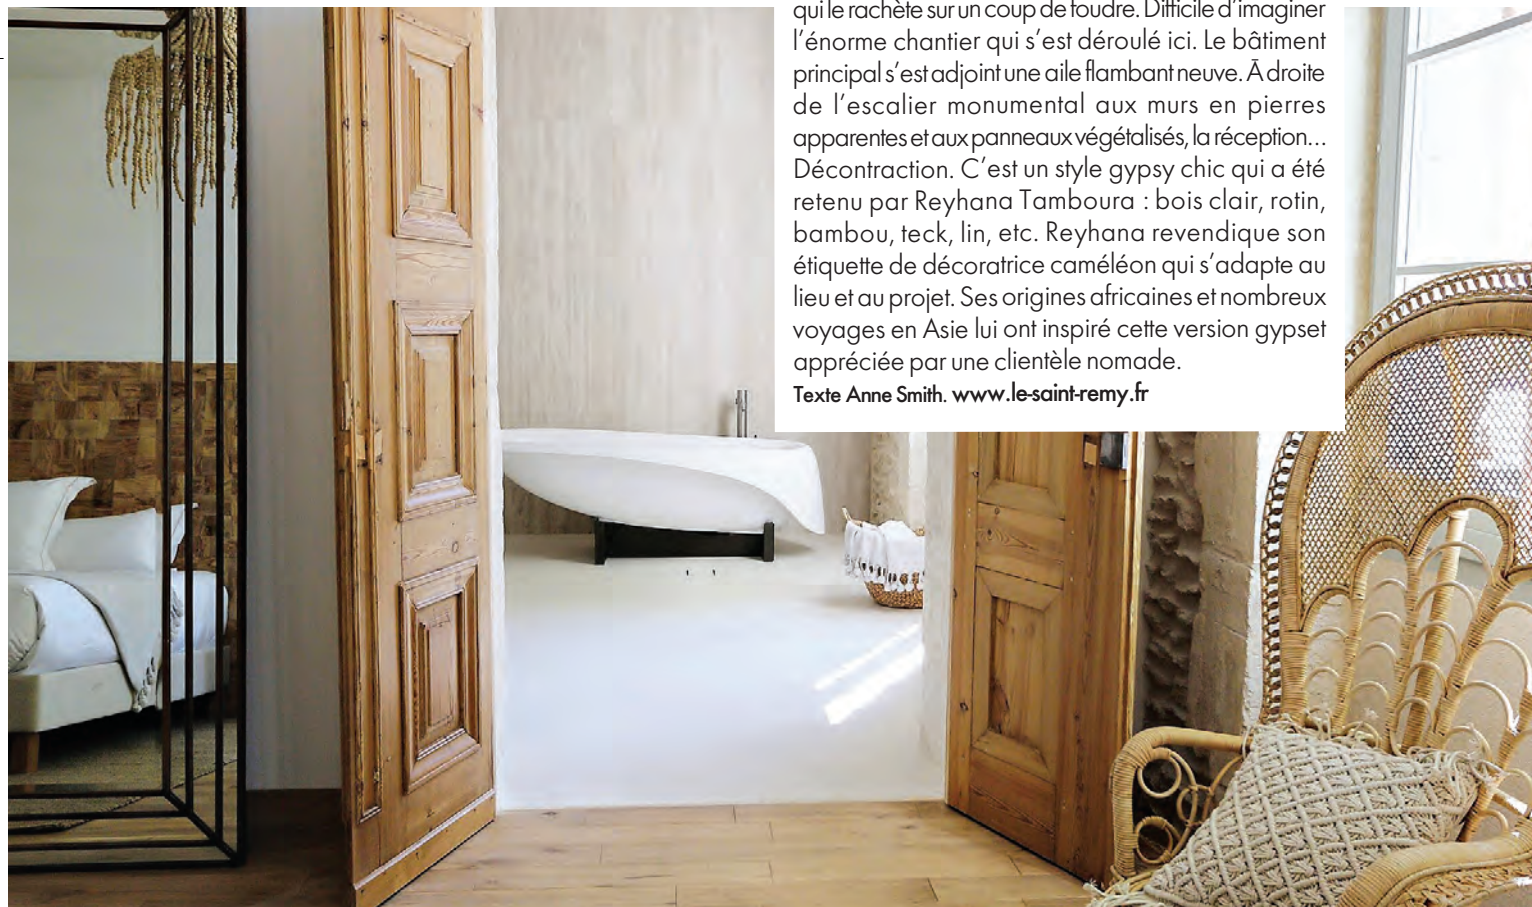 qui le rachète sur un coup de foudre. Difficile d'imaginer
l'énorme chantier qui s'est déroulé ici. Le bâtiment
principal s'est adjoint une aile flambant neuve. À droite
de l'escalier monumental aux murs en pierres
apparentes et aux panneaux végétalisés, la réception...
Décontraction. C'est un style gypsy chic qui a été
retenu par Reyhana Tamboura : bois clair, rotin,
bambou, teck, lin, etc. Reyhana revendique son
étiquette de décoratrice caméléon qui s'adapte au
lieu et au projet. Ses origines africaines et nombreux
voyages en Asie lui ont inspiré cette version gypset
appréciée par une clientèle nomade.
Texte Anne Smith. www.le-saint-remy.fr